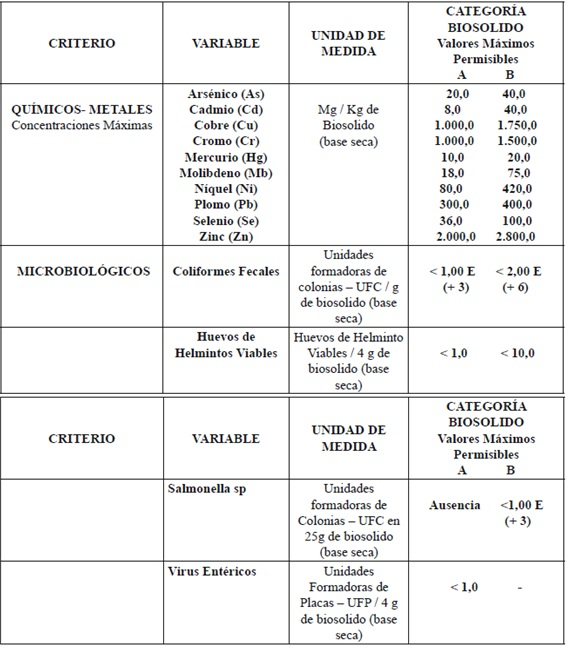 CRITERIO VARIABLE UNIDAD DE MEDIDA CATEGORÍA BIOSOLIDO
Valores Máximos
Permisibles
A B
QUÍMICOS- METALES
Concentraciones Máximas
Mg / Kg de
Biosolido
(base seca)
Arsénico (As) 20,0 40,0
Cadmio (Cd) 8,0 40,0
Cobre (Cu) 1.000,0 1.750,0
Cromo (Cr) 1.000,0 1.500,0
Mercurio (Hg) 10,0 20,0
Molibdeno (Mb) 18,0 75,0
Níquel (Ni) 80,0 420,0
Plomo (Pb) 300,0 400,0
Selenio (Se) 36,0 100,0
Zinc (Zn) 2.000,0 2.800,0
MICROBIOLÓGICOS
Coliformes Fecales
Unidades
formadoras de
colonias – UFC / g
de biosolido (base
seca)
< 1,00 E < 2,00 E
(+ 3) (+ 6)
Huevos de
Helmintos Viables
Huevos de Helminto
Viables / 4 g de
biosolido (base
seca)
< 1,0 < 10,0
CRITERIO VARIABLE UNIDAD DE MEDIDA CATEGORÍA BIOSOLIDO
Valores Máximos
Permisibles
A B
Salmonella sp
Unidades
formadoras de
Colonias – UFC en
25g de biosolido
(base seca)
Ausencia <1,00 E
(+ 3)
Virus Entéricos
Unidades
Formadoras de
Placas – UFP / 4 g
de biosolido (base
seca)
< 1,0 -